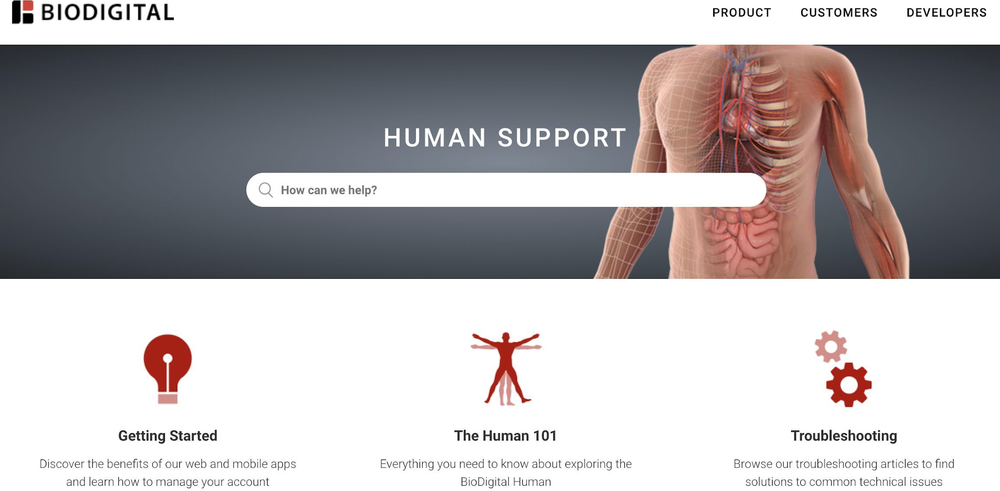 BIODIGITAL
PRODUCT CUSTOMERS DEVELOPERS
HUMAN SUPPORT
How can we help?
Getting Started
Discover the benefits of our web and mobile apps
and learn how to manage your account
The Human 101
Everything you need to know about exploring the
BioDigital Human
Troubleshooting
Browse our troubleshooting articles to find
solutions to common technical issues